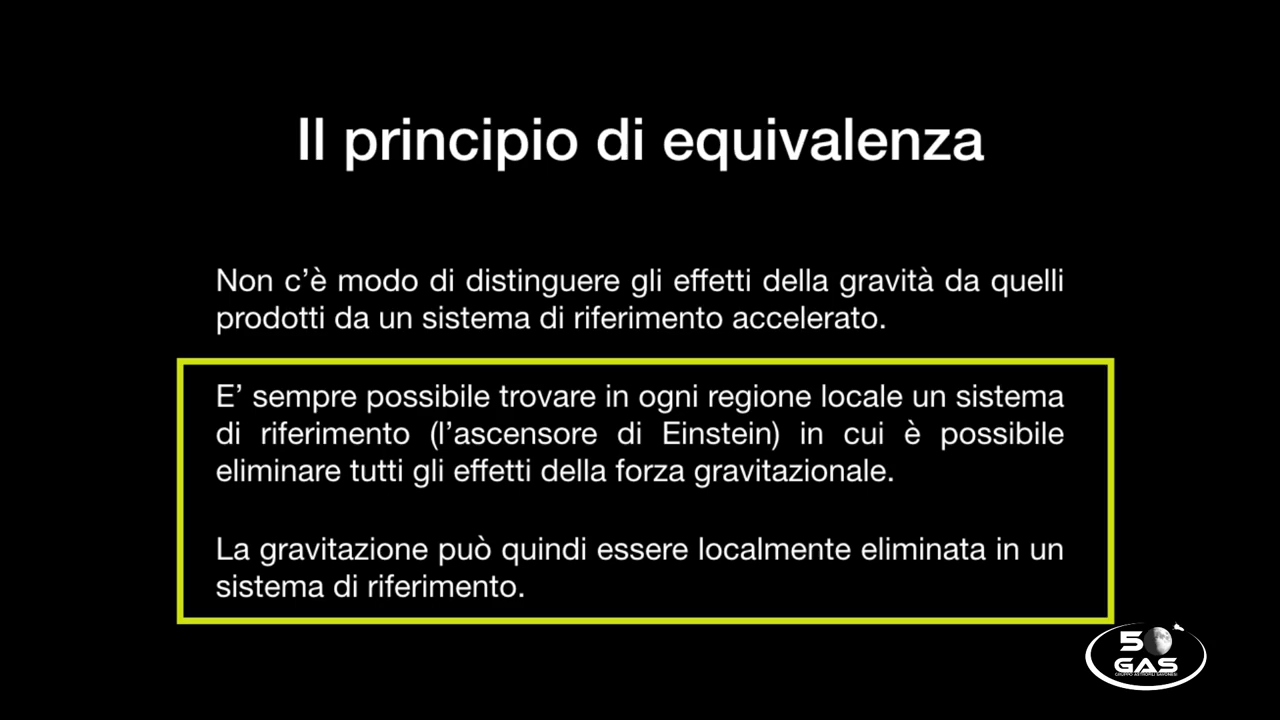 Il principio di equivalenza
Non c’è modo di distinguere gli effetti della gravità da quelli
prodotti da un sistema di riferimento accelerato.
E’ sempre possibile trovare in ogni regione locale un sistema
di riferimento (l’ascensore di Einstein) in cui è possibile
eliminare tutti gli effetti della forza gravitazionale.
La gravitazione può quindi essere localmente eliminata in un
sistema di riferimento.
50
GAS
GRUPPO ASTROFILI SAVONESI